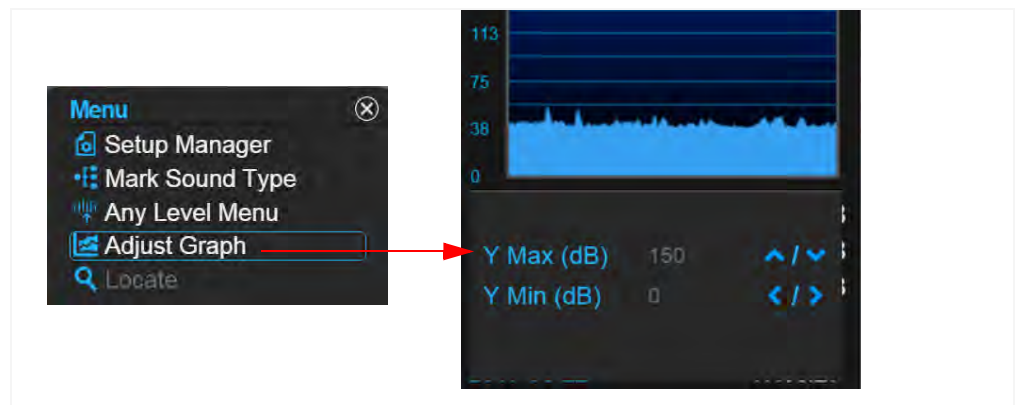 Menu
Setup Manager
Mark Sound Type
Any Level Menu
Adjust Graph
Locate
113
75
38
0
Y Max (dB) 150 /
Y Min (dB) 0 /